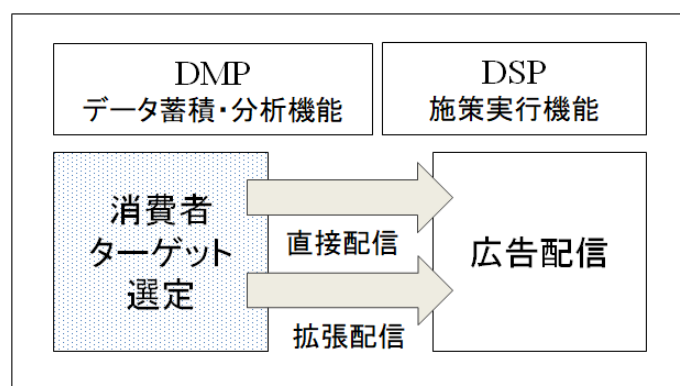 DMP
データ蓄積・分析機能
DSP
施策実行機能
消費者
ターゲット
選定
直接配信
拡張配信
広告配信